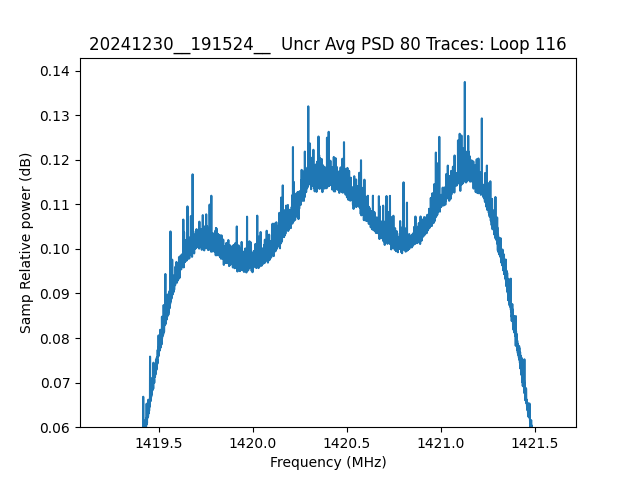 20241230__191524__  Uncr Avg PSD 80 Traces: Loop 116
0.14
0.13
0.12
0.11
0.10
0.09
0.08
0.07
0.06
Samp Relative power (dB)
1419.5 1420.0 1420.5 1421.0 1421.5
Frequency (MHz)